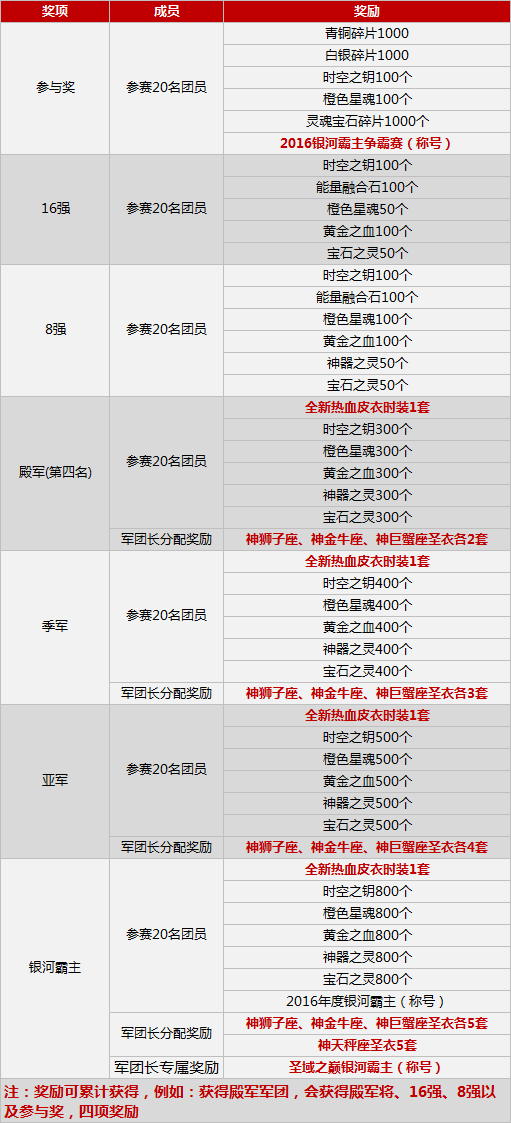 奖项 成员 奖励
青铜碎片1000
白银碎片1000
时空之钥100个
参与奖 参赛20名团员
橙色星魂100个
灵魂宝石碎片1000个
2016银河霸主争霸赛（称号）
时空之钥100个
能量融合石100个
16强 参赛20名团员 橙色星魂50个
黄金之血100个
宝石之灵50个
时空之钥100个
能量融合石100个
橙色星魂100个
8强 参赛20名团员
黄金之血100个
神器之灵50个
宝石之灵50个
全新热血皮衣时装1套
时空之钥300个
橙色星魂300个
参赛20名团员
殿军(第四名) 黄金之血300个
神器之灵300个
宝石之灵300个
军团长分配奖励 神狮子座、神金牛座、神巨蟹座圣衣各2套
全新热血皮衣时装1套
时空之钥400个
橙色星魂400个
参赛20名团员
季军 黄金之血400个
神器之灵400个
宝石之灵400个
军团长分配奖励 神狮子座、神金牛座、神巨蟹座圣衣各3套
全新热血皮衣时装1套
时空之钥500个
橙色星魂500个
参赛20名团员
亚军 黄金之血500个
神器之灵500个
宝石之灵500个
军团长分配奖励 神狮子座、神金牛座、神巨蟹座圣衣各4套
全新热血皮衣时装1套
时空之钥800个
橙色星魂800个
参赛20名团员 黄金之血800个
银河霸主 神器之灵800个
宝石之灵800个
2016年度银河霸主（称号）
神狮子座、神金牛座、神巨蟹座圣衣各5套
军团长分配奖励
神天秤座圣衣5套
军团长专属奖励 圣域之巅银河霸主（称号）
注：奖励可累计获得，例如：获得殿军军团，会获得殿军将、16强、8强以
及参与奖，四项奖励